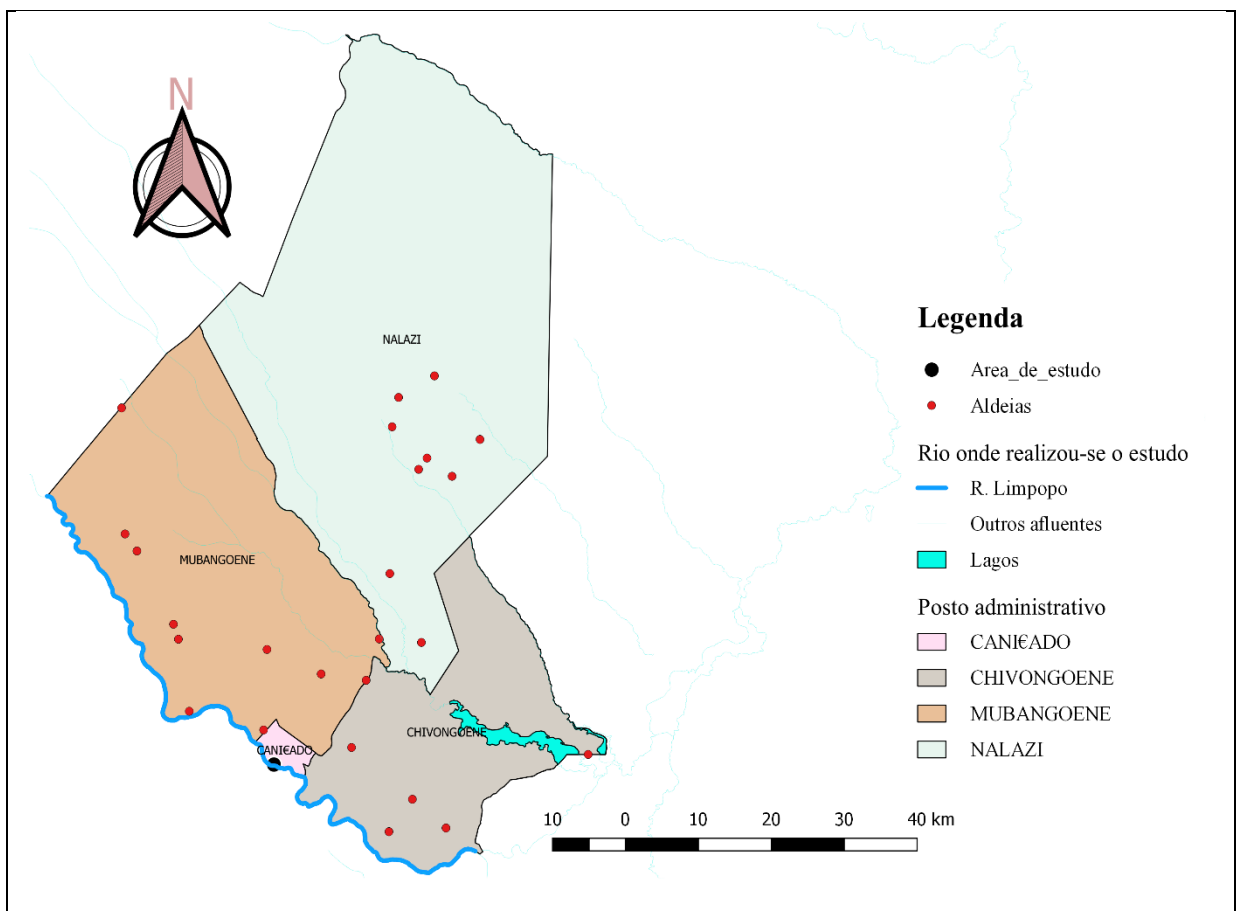 N
NALAZI
MUBANGOENE
CHIVONGOENE
CANI€ADO
Legenda
Area_de_estudo
Aldeias
Rio onde realizou-se o estudo
R. Limpopo
Outros afluentes
Lagos
Posto administrativo
CANI€ADO
CHIVONGOENE
MUBANGOENE
NALAZI
10 0 10 20 30 40 km